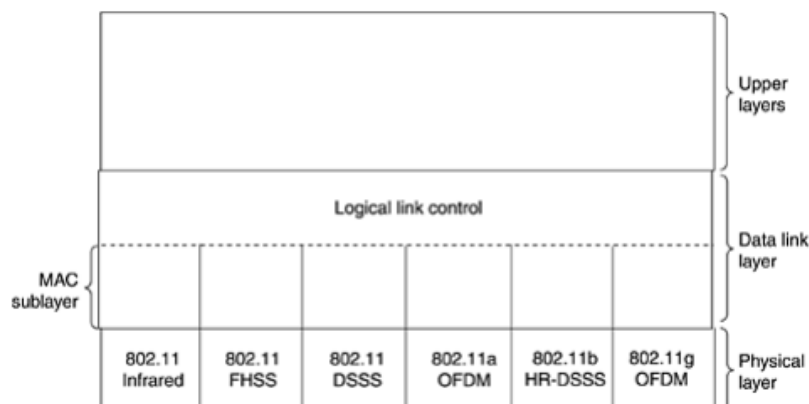 Upper
layers
Logical link control
Data link
layer
MAC
sublayer
802.11
Infrared
802.11
FHSS
802.11
DSSS
802.11a
OFDM
802.11b
HR-DSSS
802.11g
OFDM
Physical
layer